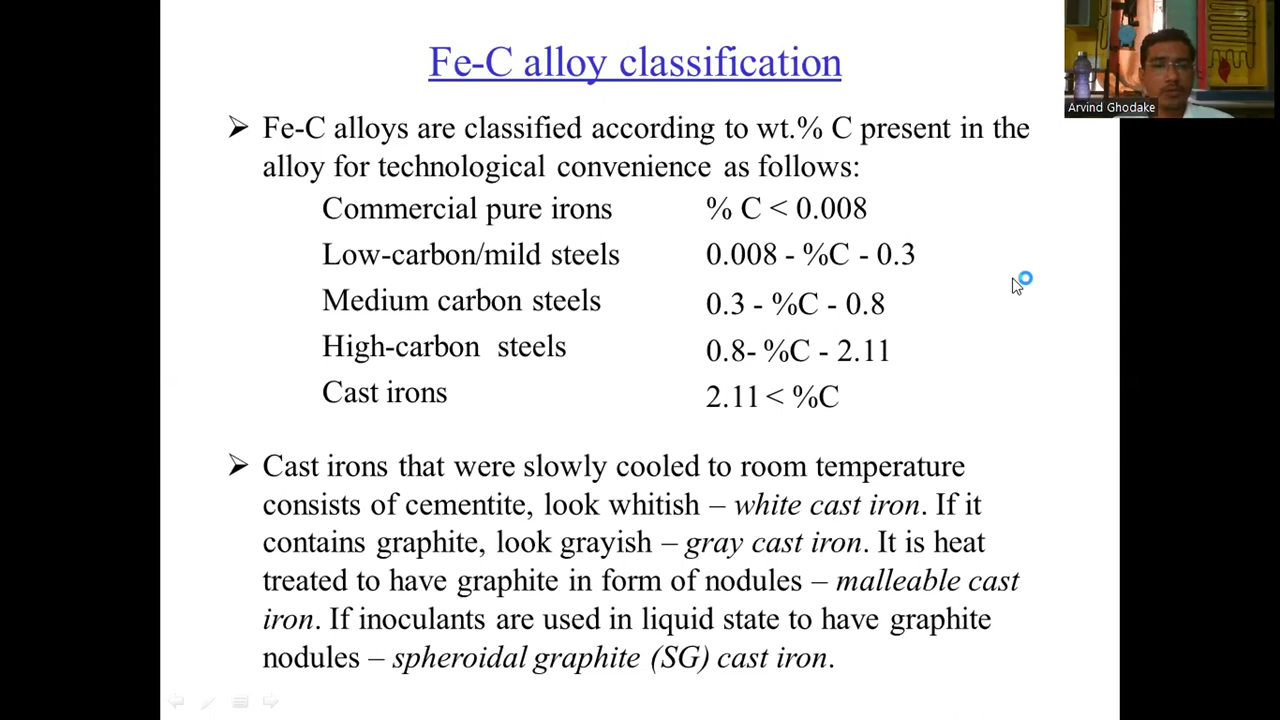 Fe-C alloy classification
Arvind Ghodake
➢ Fe-C alloys are classified according to wt.% C present in the
alloy for technological convenience as follows:
Commercial pure irons % C < 0.008
Low-carbon/mild steels 0.008 - %C - 0.3
Medium carbon steels 0.3 - %C - 0.8
High-carbon steels 0.8- %C - 2.11
Cast irons 2.11 < %C
➢ Cast irons that were slowly cooled to room temperature
consists of cementite, look whitish – white cast iron. If it
contains graphite, look grayish – gray cast iron. It is heat
treated to have graphite in form of nodules – malleable cast
iron. If inoculants are used in liquid state to have graphite
nodules – spheroidal graphite (SG) cast iron.